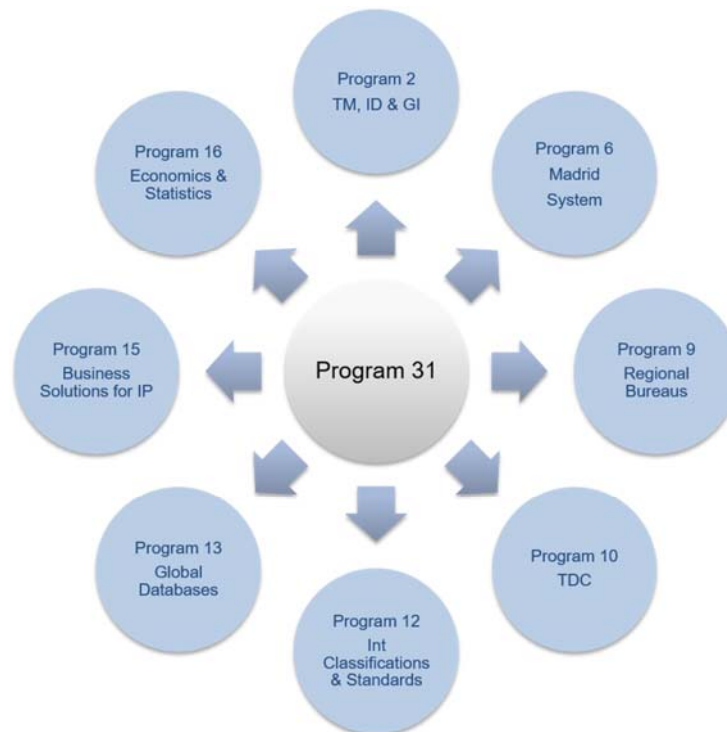 Program 2
TM, ID & GI
Program 16
Economics &
Statistics
Program 6
Madrid
System
Program 15
Business
Solutions for IP
Program 31
Program 9
Regional
Bureaus
Program 13
Global
Databases
Program 10
TDC
Program 12
Int
Classifications
& Standards